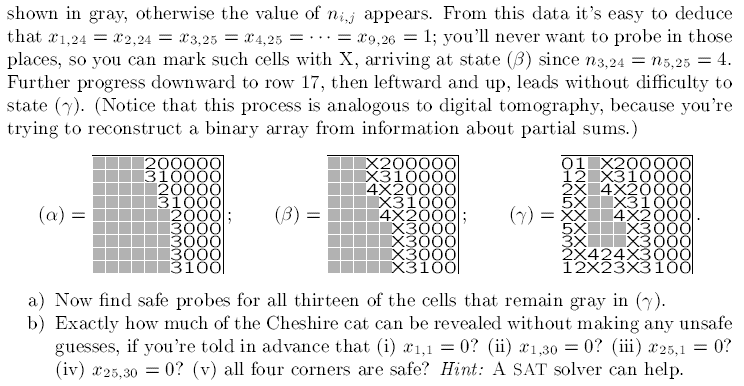 shown in gray, otherwise the value of n_{i,j} appears. From this data it's easy to deduce
that x_{1,24} = x_{2,24} = x_{3,25} = x_{4,25} = ··· = x_{9,26} = 1; you'll never want to probe in those
places, so you can mark such cells with X, arriving at state (β) since n_{3,24} = n_{5,25} = 4.
Further progress downward to row 17, then leftward and up, leads without difficulty to
state (γ). (Notice that this process is analogous to digital tomography, because you're
trying to reconstruct a binary array from information about partial sums.)
200000 X200000 01 X200000
310000 X310000 12 X310000
20000 4X20000 2X 4X20000
31000 X31000 5X X31000
(α) = 2000 ; (β) = 4X2000 ; (γ) = XX 4X2000 .
3000 X3000 5X X3000
3000 X3000 3X X3000
3000 X3000 2X424X3000
3100 X3100 12X23X3100
a) Now find safe probes for all thirteen of the cells that remain gray in (γ).
b) Exactly how much of the Cheshire cat can be revealed without making any unsafe
guesses, if you're told in advance that (i) x_{1,1} = 0? (ii) x_{1,30} = 0? (iii) x_{25,1} = 0?
(iv) x_{25,30} = 0? (v) all four corners are safe? Hint: A SAT solver can help.